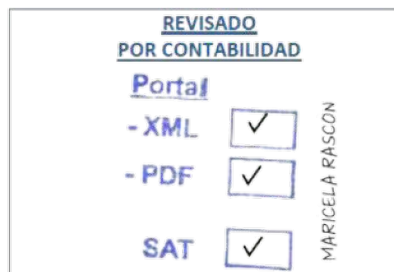 REVISADO
POR CONTABILIDAD
Portal
- XML ✓
- PDF ✓
SAT ✓
MARICELA RASCON